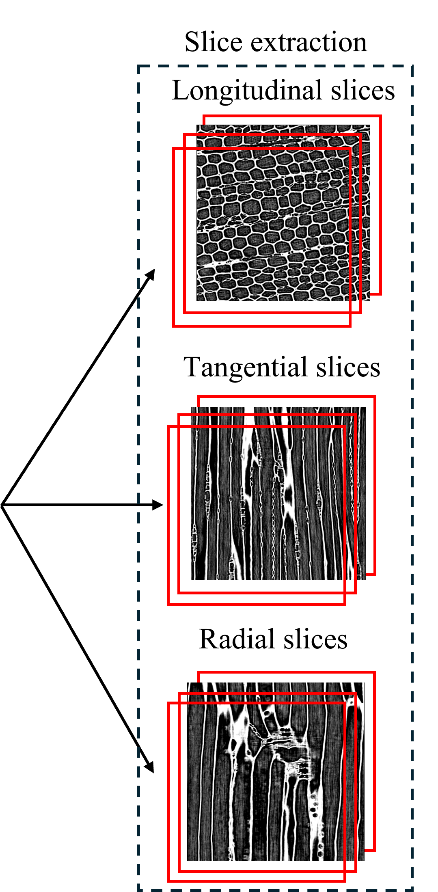 Slice extraction
Longitudinal slices
Tangential slices
Radial slices